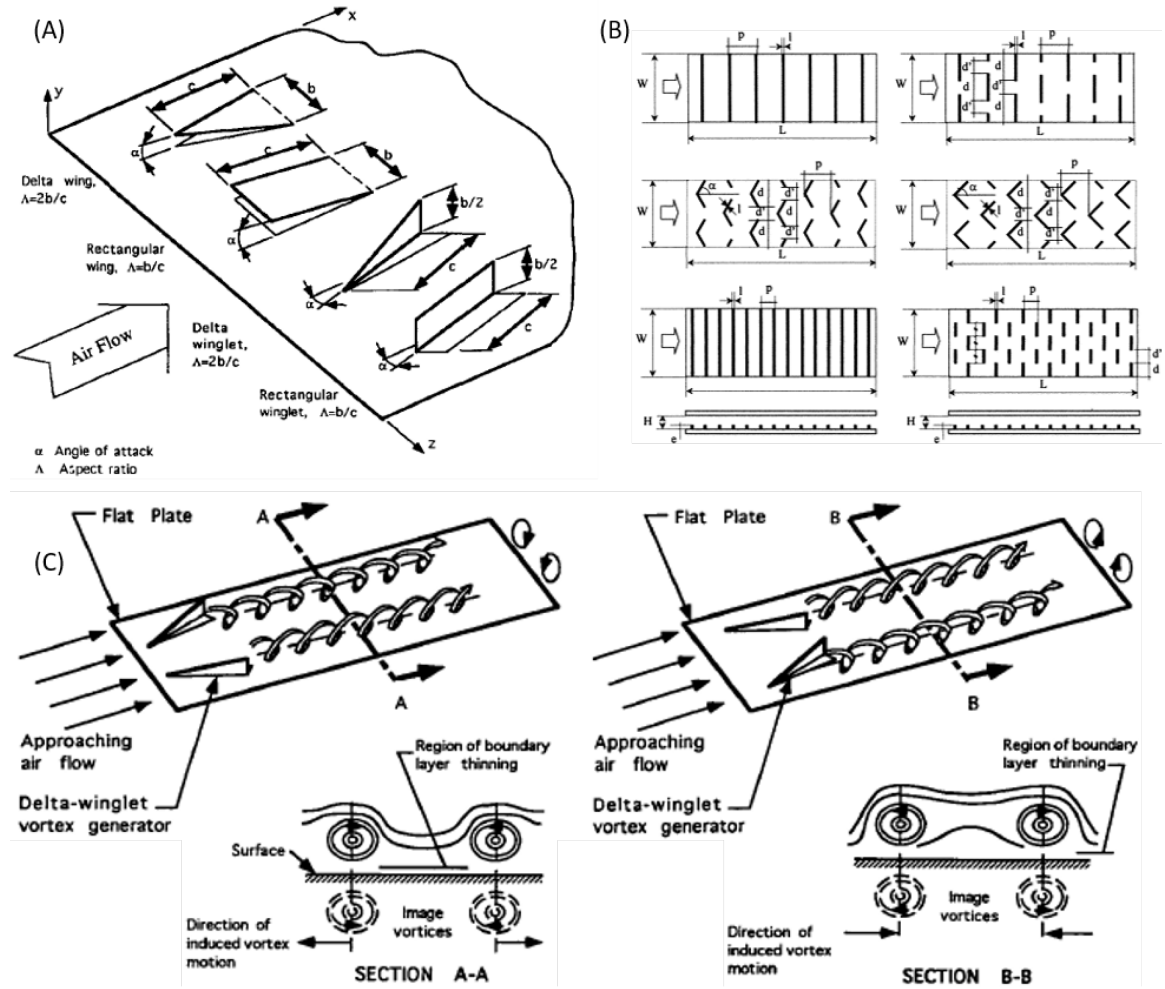 (A)
x
y
z
c
b
α
Delta wing,
Λ=2b/c
c
b
α
Rectangular
wing, Λ=b/c
b/2
c
α
Delta
winglet,
Λ=2b/c
b/2
c
α
Rectangular
winglet, Λ=b/c
Air Flow
α Angle of attack
Λ Aspect ratio
(B)
P
l
W
L
l
P
d'
d
d'
d
W
L
P
α
d
d'
d
d'
l
W
L
P
α
d
d'
d
d'
l
W
L
l
P
W
L
l
P
W
d'
d
L
H
e
H
e
(C)
Flat Plate
A
A
Approaching
air flow
Delta-winglet
vortex generator
Region of boundary
layer thinning
Surface
Image
vortices
Direction of
induced vortex
motion
SECTION A-A
Flat Plate
B
B
Approaching
air flow
Delta-winglet
vortex generator
Region of boundary
layer thinning
Image
vortices
Direction of
induced vortex
motion
SECTION B-B